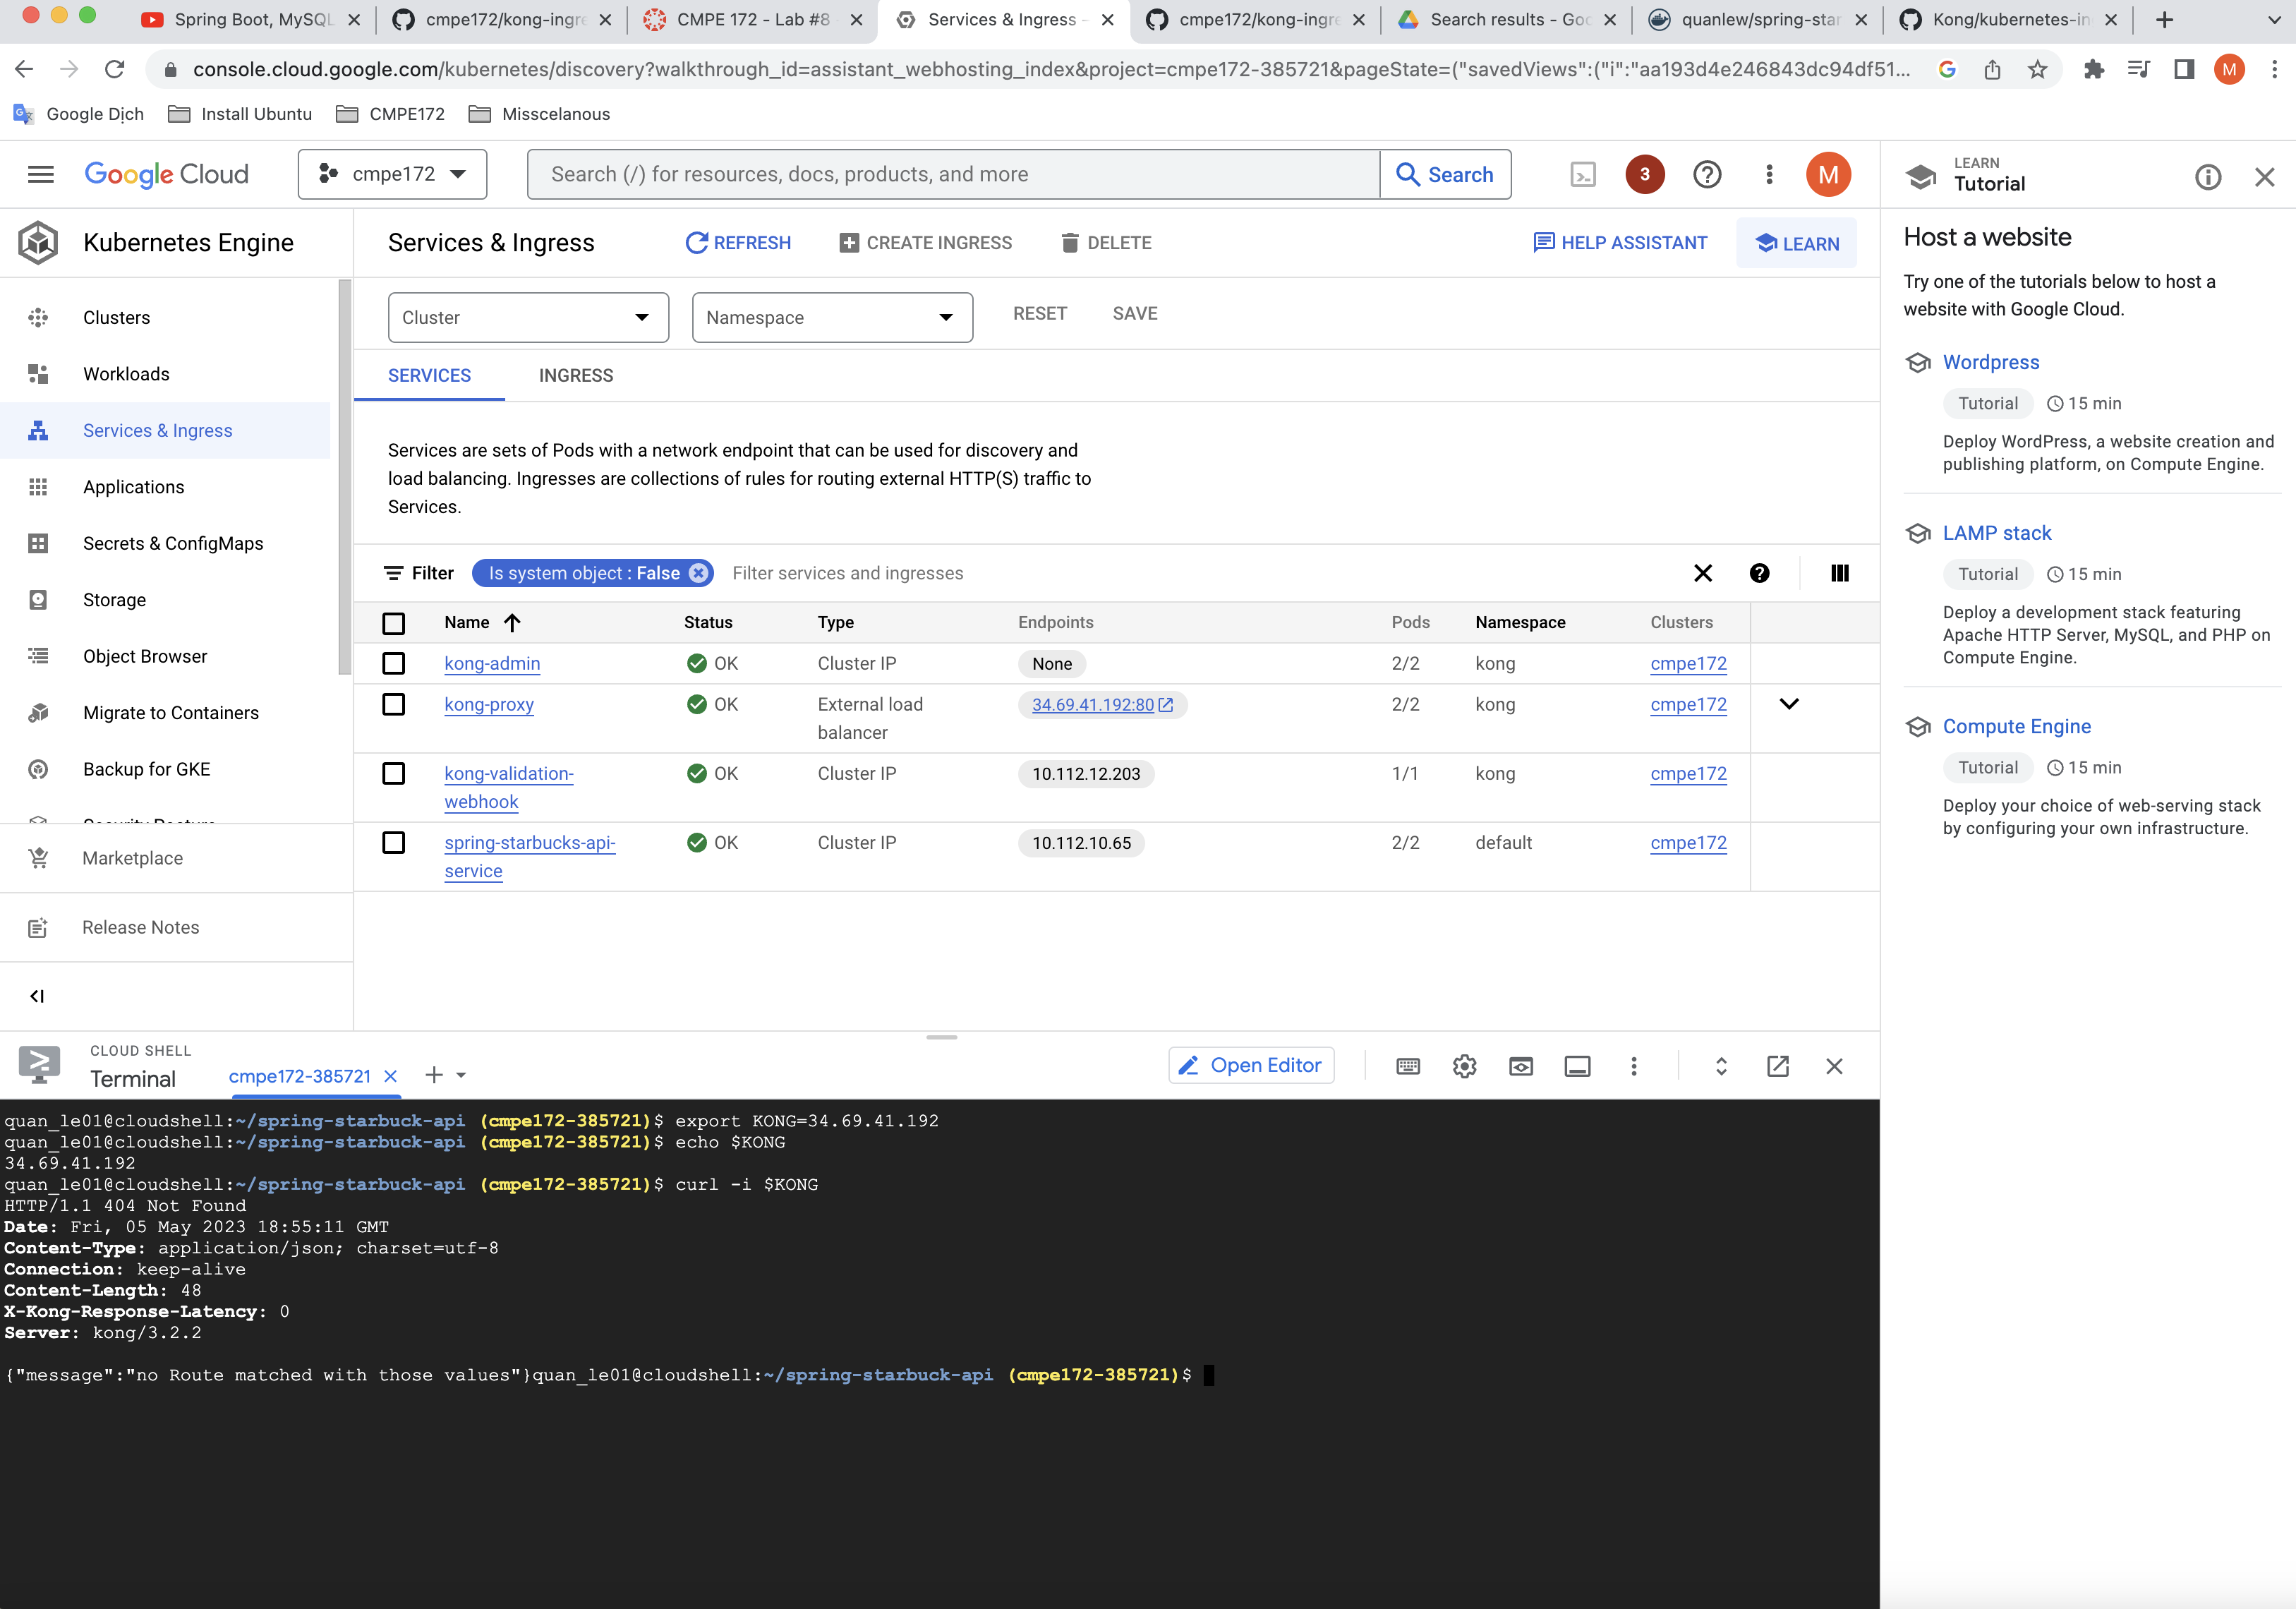 Spring Boot, MySQL
cmpe172/kong-ingre
CMPE 172 - Lab #8
Services & Ingress -
cmpe172/kong-ingre
Search results - Goo
quanlew/spring-star
Kong/kubernetes-in
console.cloud.google.com/kubernetes/discovery?walkthrough_id=assistant_webhosting_index&project=cmpe172-385721&pageState=("savedViews":("i":"aa193d4e246843dc94df51...
M
Google Dịch
Install Ubuntu
CMPE172
Misscelanous
Google Cloud
cmpe172
Search (/) for resources, docs, products, and more
Search
3
M
LEARN
Tutorial
Kubernetes Engine
Clusters
Workloads
Services & Ingress
Applications
Secrets & ConfigMaps
Storage
Object Browser
Migrate to Containers
Backup for GKE
Security Posture
Marketplace
Release Notes
Services & Ingress
REFRESH
CREATE INGRESS
DELETE
HELP ASSISTANT
LEARN
Cluster
Namespace
RESET
SAVE
SERVICES
INGRESS
Services are sets of Pods with a network endpoint that can be used for discovery and
load balancing. Ingresses are collections of rules for routing external HTTP(S) traffic to
Services.
Filter
Is system object : False
Filter services and ingresses
Name Status Type Endpoints Pods Namespace Clusters
kong-admin OK Cluster IP None 2/2 kong cmpe172
kong-proxy OK External load 34.69.41.192:80 2/2 kong cmpe172
balancer
kong-validation- OK Cluster IP 10.112.12.203 1/1 kong cmpe172
webhook
spring-starbucks-api- OK Cluster IP 10.112.10.65 2/2 default cmpe172
service
Host a website
Try one of the tutorials below to host a
website with Google Cloud.
Wordpress
Tutorial 15 min
Deploy WordPress, a website creation and
publishing platform, on Compute Engine.
LAMP stack
Tutorial 15 min
Deploy a development stack featuring
Apache HTTP Server, MySQL, and PHP on
Compute Engine.
Compute Engine
Tutorial 15 min
Deploy your choice of web-serving stack
by configuring your own infrastructure.
CLOUD SHELL
Terminal
cmpe172-385721
Open Editor
quan_le01@cloudshell:~/spring-starbuck-api (cmpe172-385721)$ export KONG=34.69.41.192
quan_le01@cloudshell:~/spring-starbuck-api (cmpe172-385721)$ echo $KONG
34.69.41.192
quan_le01@cloudshell:~/spring-starbuck-api (cmpe172-385721)$ curl -i $KONG
HTTP/1.1 404 Not Found
Date: Fri, 05 May 2023 18:55:11 GMT
Content-Type: application/json; charset=utf-8
Connection: keep-alive
Content-Length: 48
X-Kong-Response-Latency: 0
Server: kong/3.2.2
{"message":"no Route matched with those values"}quan_le01@cloudshell:~/spring-starbuck-api (cmpe172-385721)$